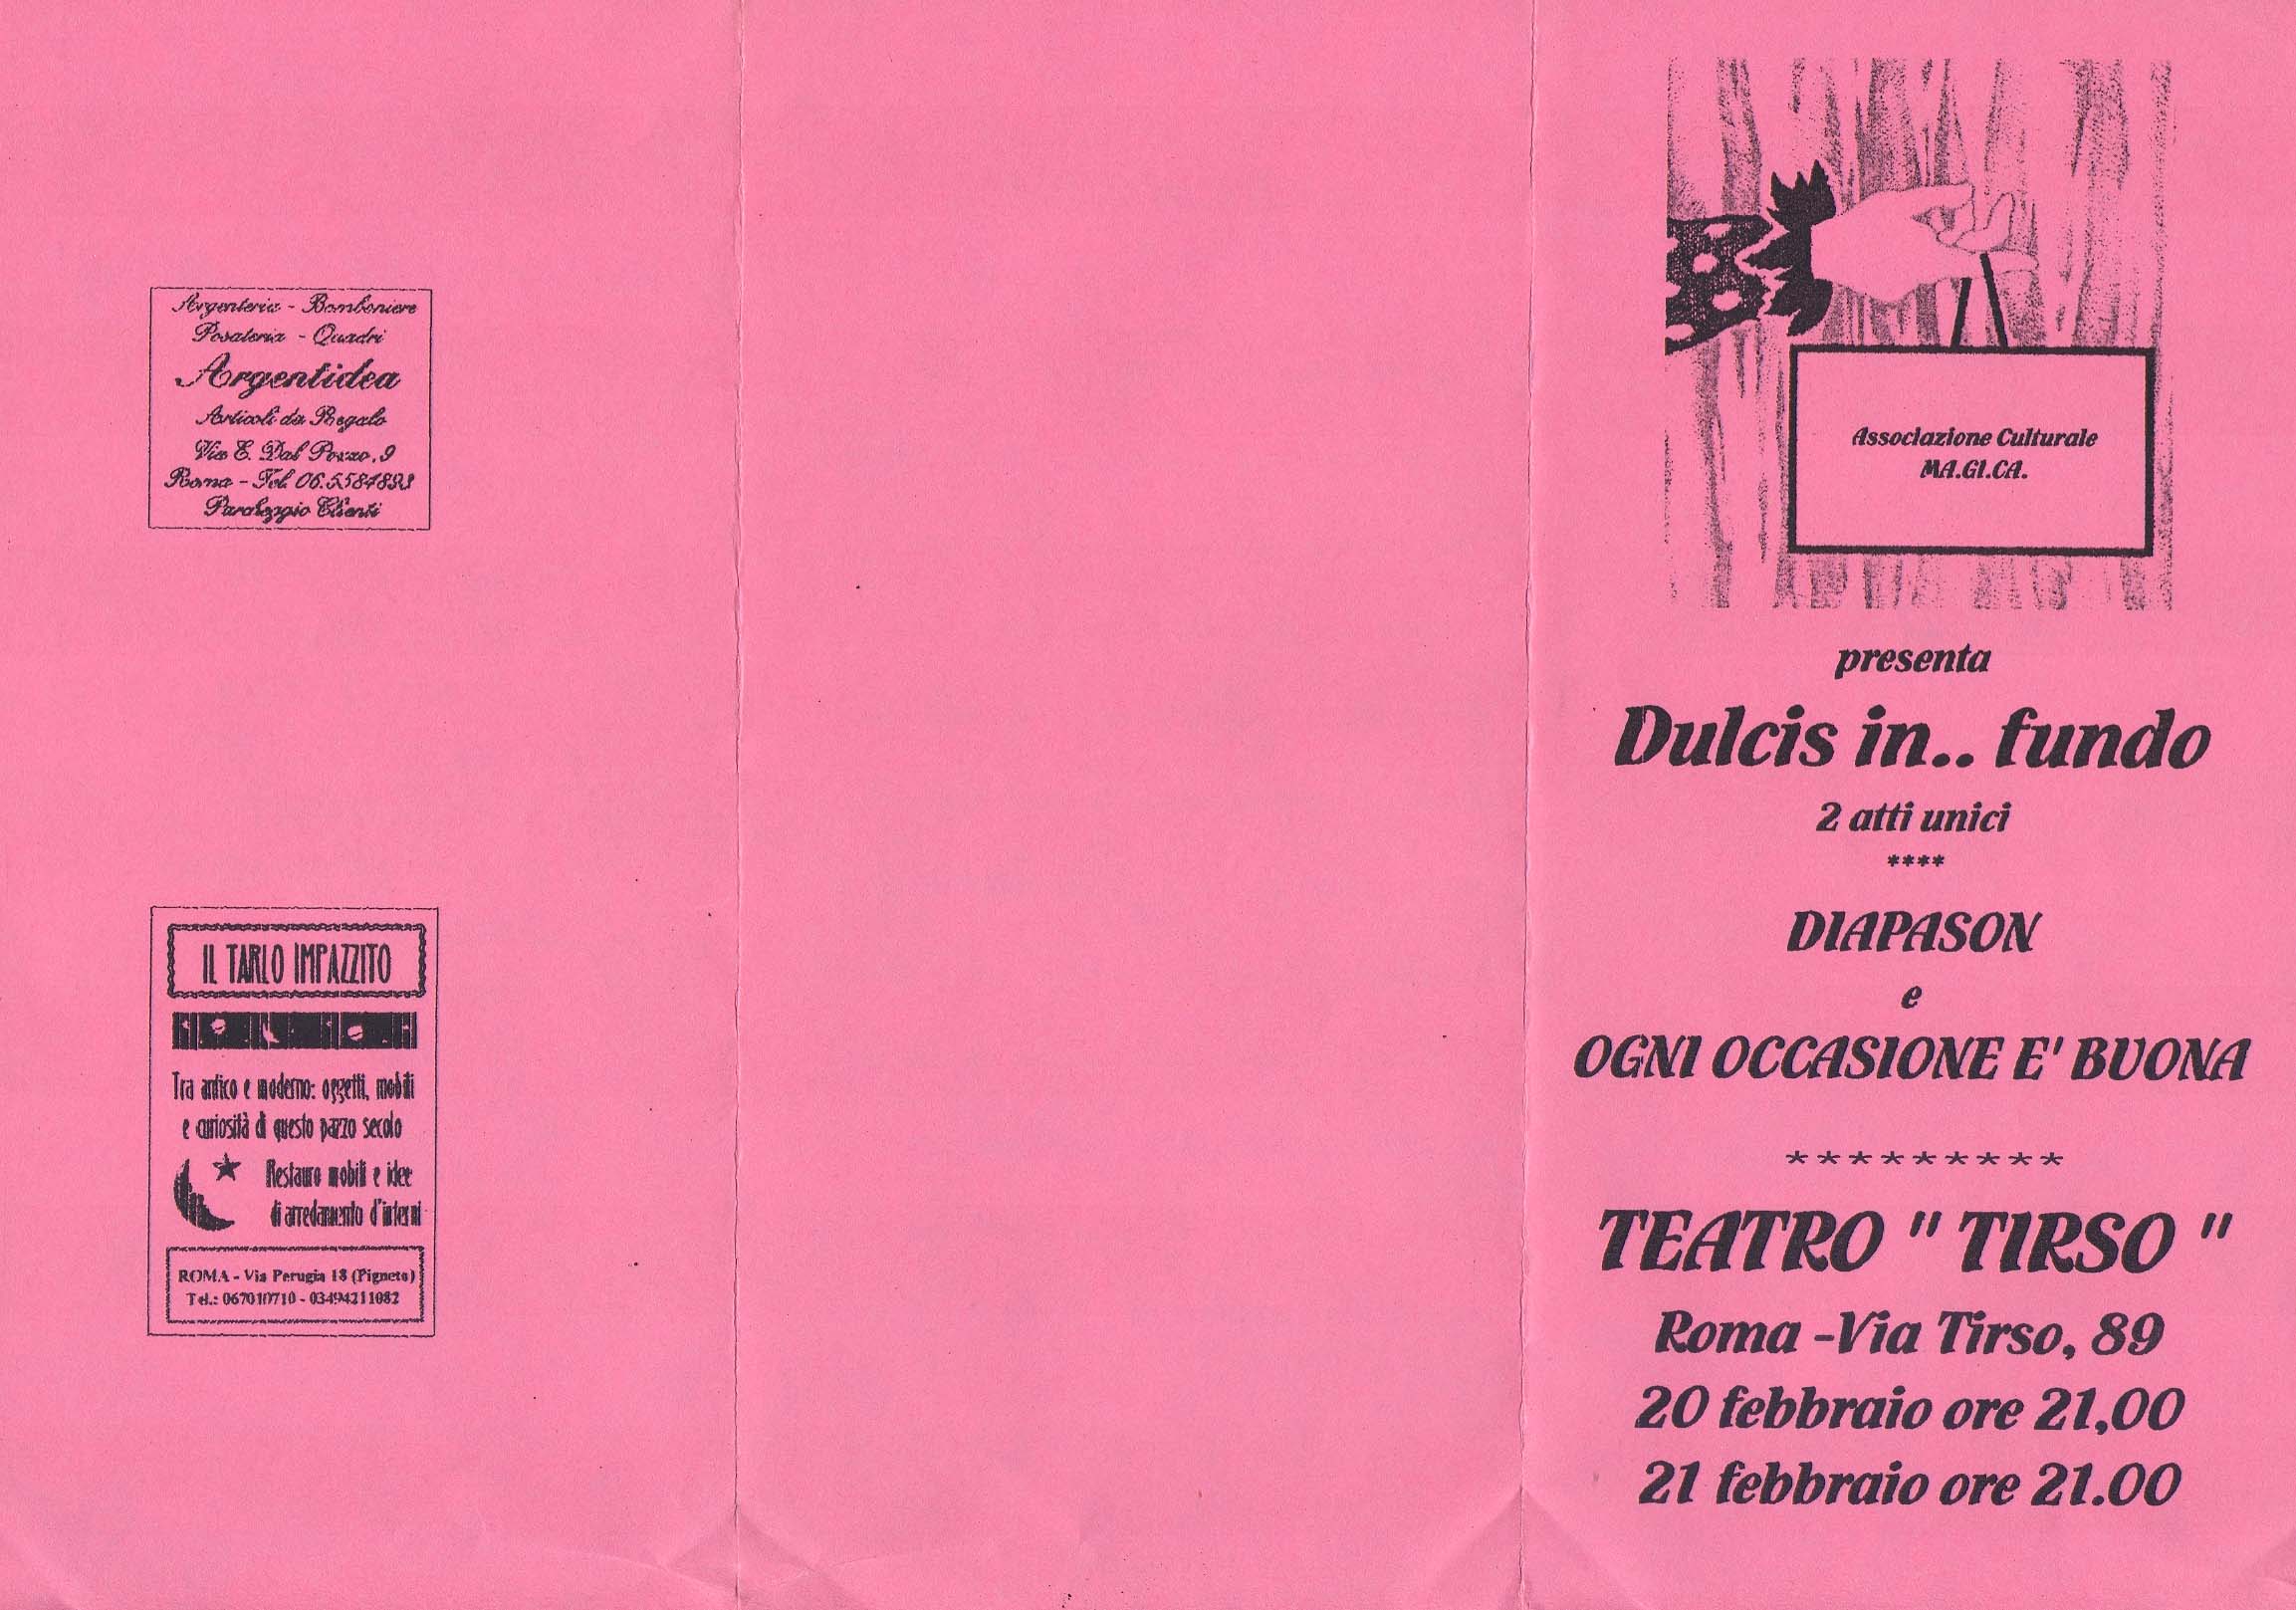 Argenteria - Bomboniere
Posateria - Quadri
Argentidea
Articoli da Regalo
Via E. Dal Pozzo, 9
Roma - Tel. 06.5584893
Parcheggio Clienti
IL TARLO IMPAZZITO
Tra antico e moderno: oggetti, mobili
e curiosità di questo pazzo secolo
Restauro mobili e idee
di arredamento d'interni
ROMA - Via Perugia 18 (Pigneto)
Tel.: 067010710 - 03494211082
Associazione Culturale
MA.GI.CA.
presenta
Dulcis in.. fundo
2 atti unici
****
DIAPASON
e
OGNI OCCASIONE E' BUONA
*********
TEATRO " TIRSO "
Roma -Via Tirso, 89
20 febbraio ore 21,00
21 febbraio ore 21.00